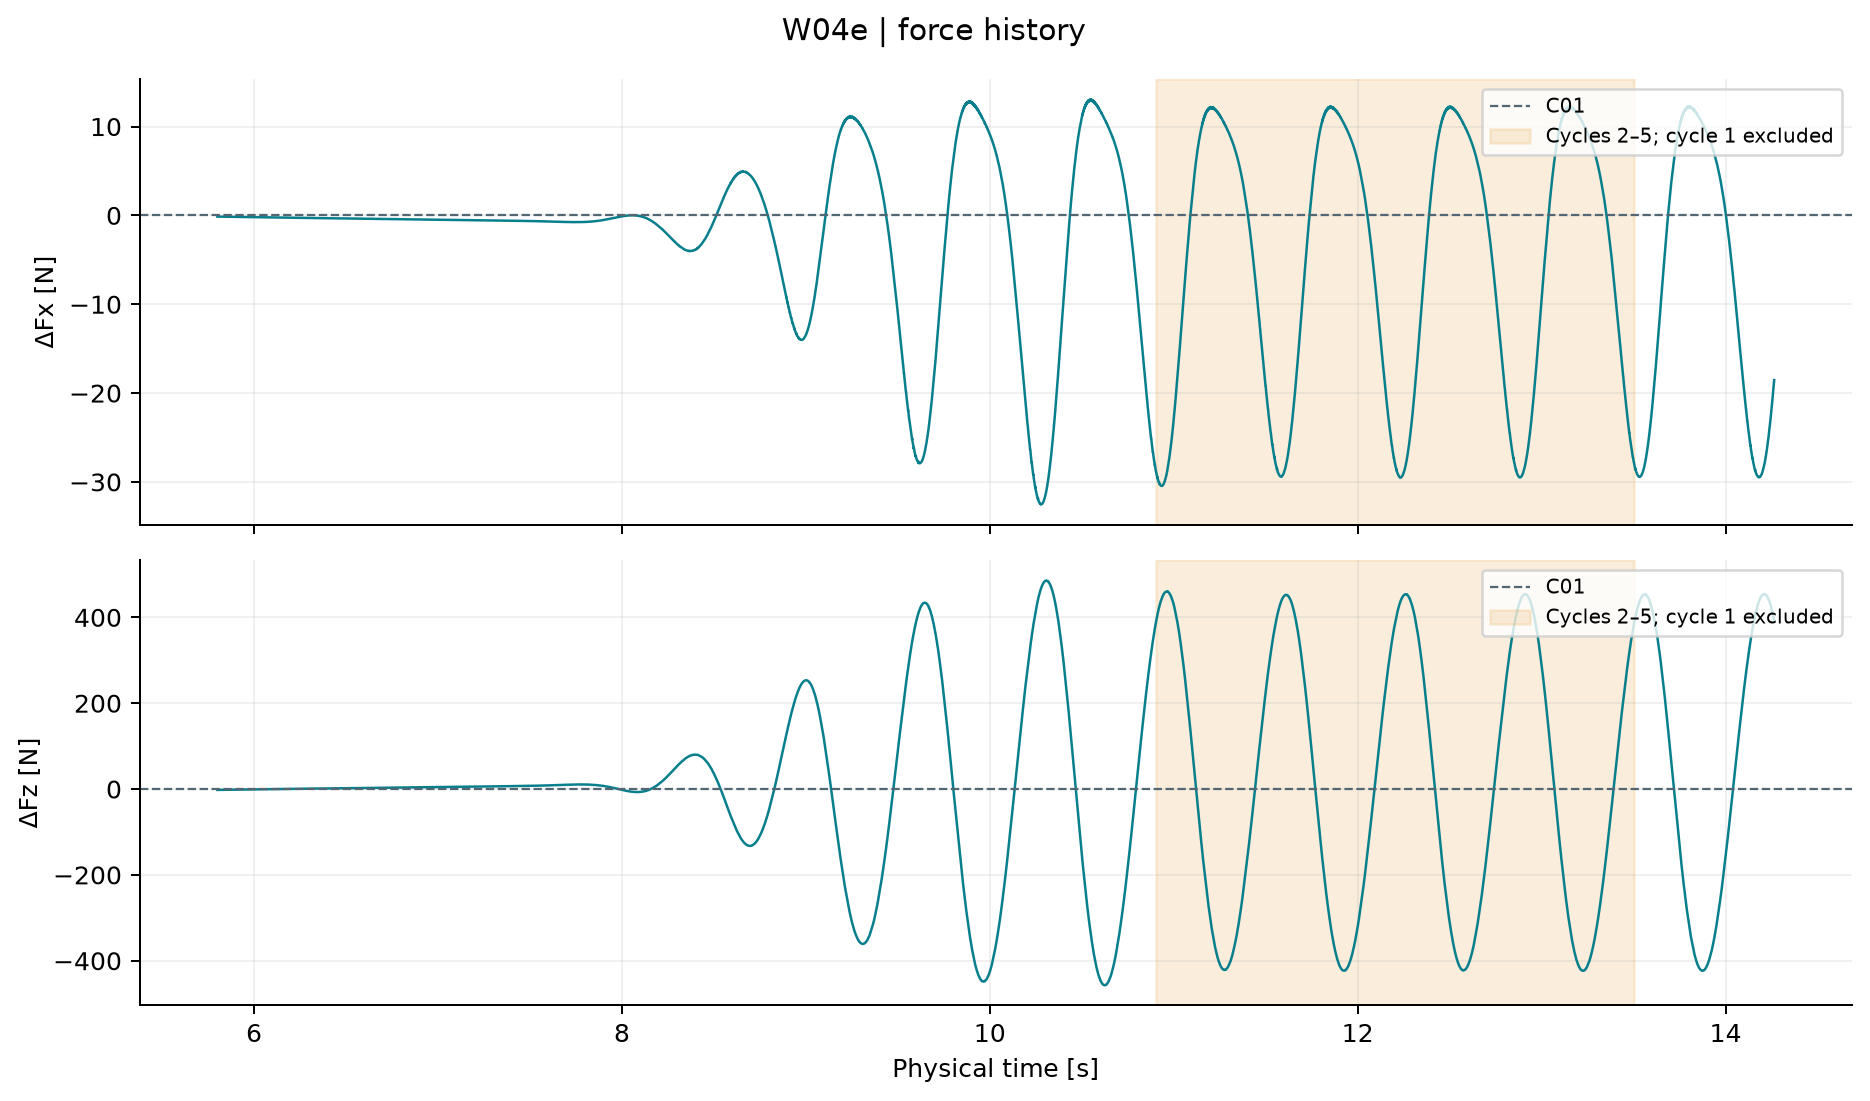 W04e | force history
ΔFx [N]
10
0
−10
−20
−30
C01
Cycles 2–5; cycle 1 excluded
ΔFz [N]
400
200
0
−200
−400
C01
Cycles 2–5; cycle 1 excluded
6 8 10 12 14
Physical time [s]